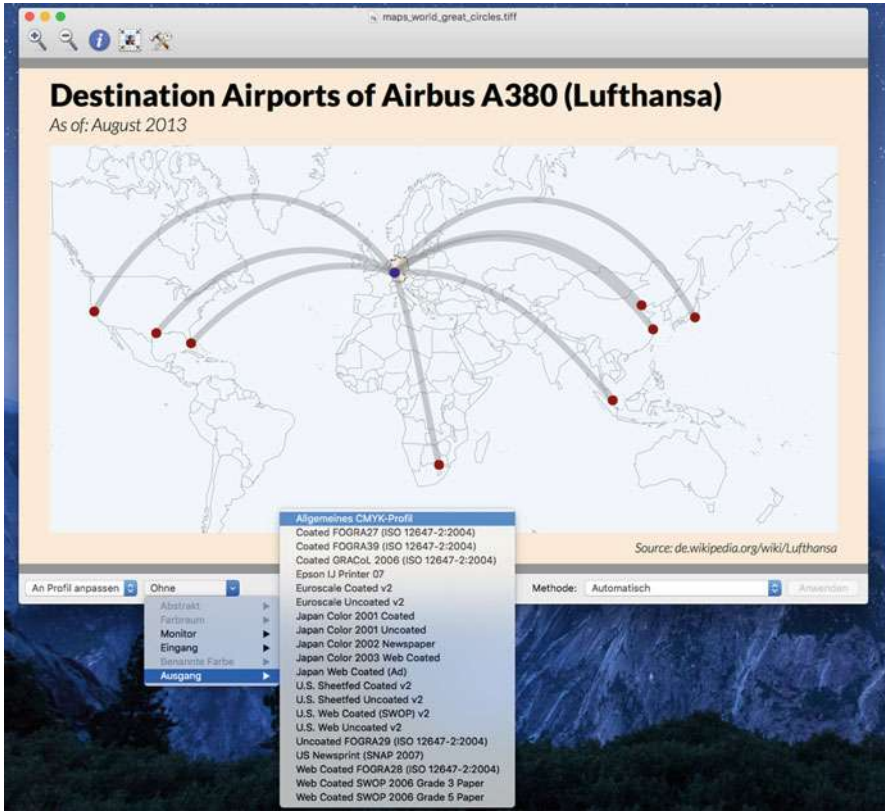 maps_world_great_circles.tiff
Destination Airports of Airbus A380 (Lufthansa)
As of: August 2013
Source: de.wikipedia.org/wiki/Lufthansa
An Profil anpassen
Ohne
Methode:
Automatisch
Anwenden
Abstrakt
Farbraum
Monitor
Eingang
Benannte Farbe
Ausgang
Allgemeines CMYK-Profil
Coated FOGRA27 (ISO 12647-2:2004)
Coated FOGRA39 (ISO 12647-2:2004)
Coated GRACoL 2006 (ISO 12647-2:2004)
Epson IJ Printer 07
Euroscale Coated v2
Euroscale Uncoated v2
Japan Color 2001 Coated
Japan Color 2001 Uncoated
Japan Color 2002 Newspaper
Japan Color 2003 Web Coated
Japan Web Coated (Ad)
U.S. Sheetfed Coated v2
U.S. Sheetfed Uncoated v2
U.S. Web Coated (SWOP) v2
U.S. Web Uncoated v2
Uncoated FOGRA29 (ISO 12647-2:2004)
US Newsprint (SNAP 2007)
Web Coated FOGRA28 (ISO 12647-2:2004)
Web Coated SWOP 2006 Grade 3 Paper
Web Coated SWOP 2006 Grade 5 Paper